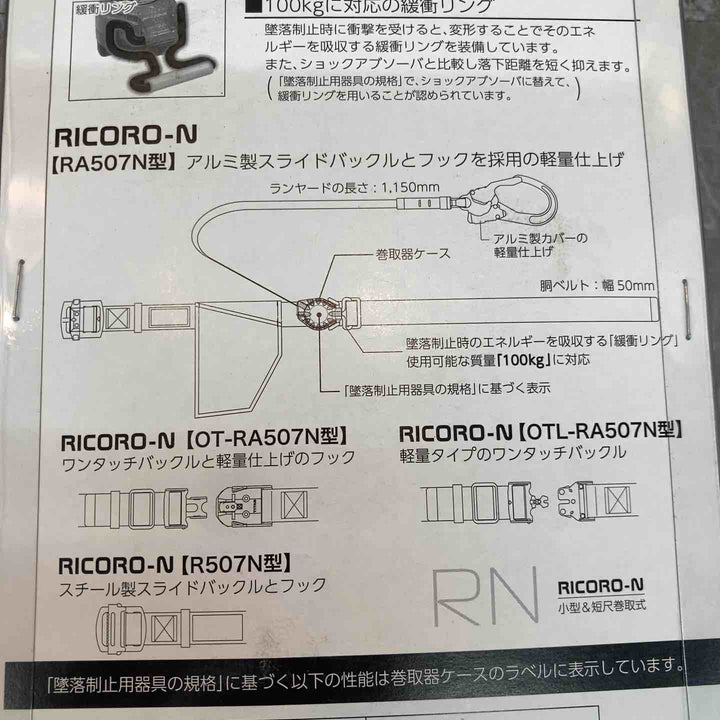 緩衝リング
■100kgに対応の緩衝リング
墜落制止時に衝撃を受けると、変形することでそのエネ
ルギーを吸収する緩衝リングを装備しています。
また、ショックアブソーバと比較し落下距離を短く抑えます。
(「墜落制止用器具の規格」で、ショックアブソーバに替えて、
緩衝リングを用いることが認められています。)
RICORO-N
【RA507N型】アルミ製スライドバックルとフックを採用の軽量仕上げ
ランヤードの長さ：1,150mm
アルミ製カバーの
軽量仕上げ
巻取器ケース
胴ベルト：幅50mm
墜落制止時のエネルギーを吸収する「緩衝リング」
使用可能な質量「100kg」に対応
「墜落制止用器具の規格」に基づく表示
RICORO-N【OT-RA507N型】
ワンタッチバックルと軽量仕上げのフック
RICORO-N【OTL-RA507N型】
軽量タイプのワンタッチバックル
RICORO-N【R507N型】
スチール製スライドバックルとフック
RN
RICORO-N
小型＆短尺巻取式
「墜落制止用器具の規格」に基づく以下の性能は巻取器ケースのラベルに表示しています。